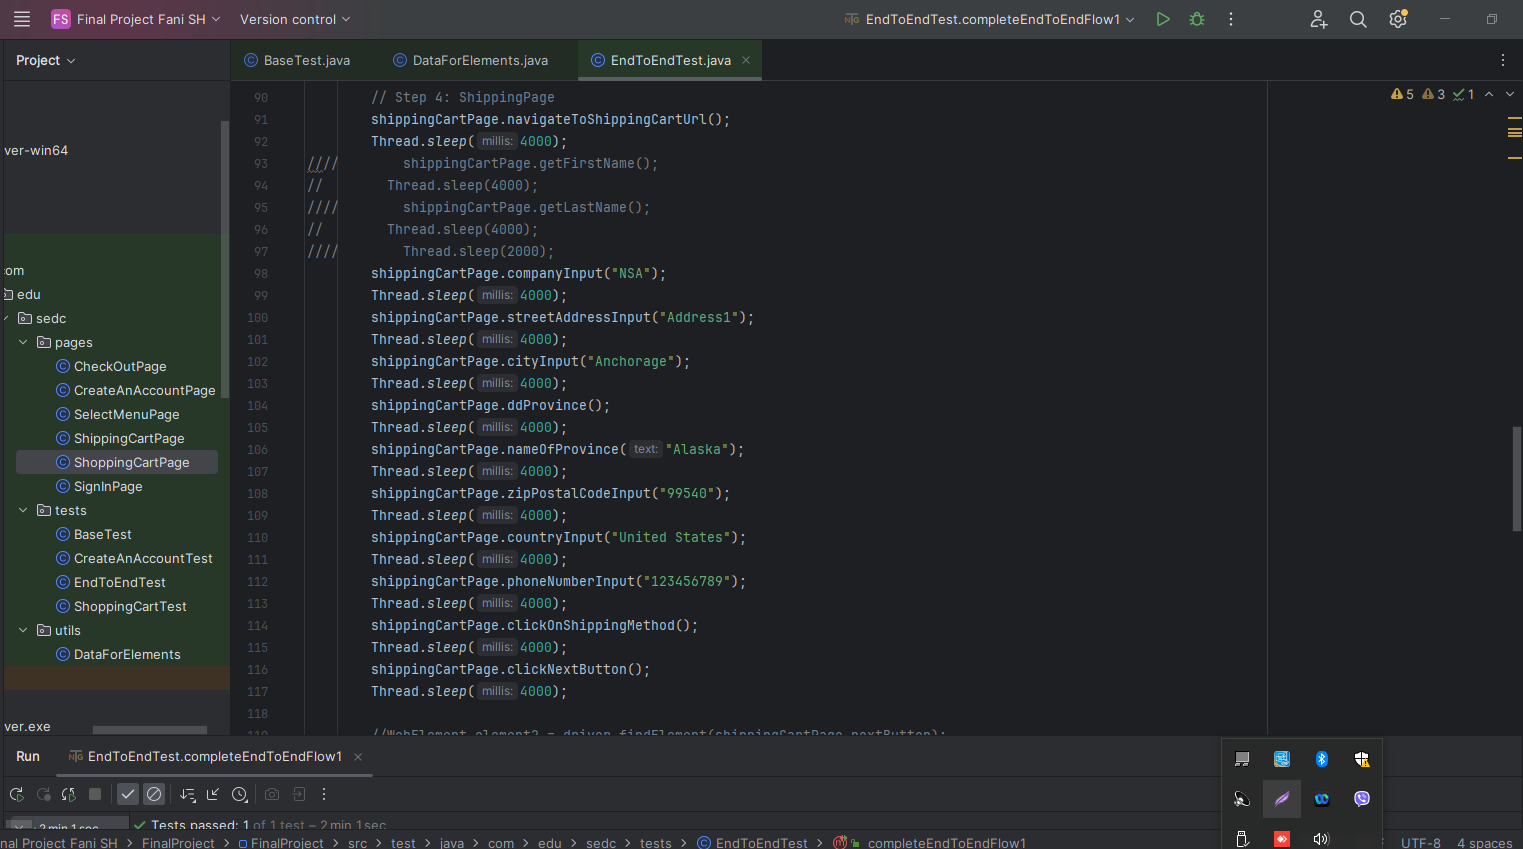 FS Final Project Fani SH Version control EndToEndTest.completeEndToEndFlow1
Project BaseTest.java DataForElements.java EndToEndTest.java
5 3 1
90 // Step 4: ShippingPage
91 shippingCartPage.navigateToShippingCartUrl();
92 Thread.sleep( millis: 4000);
93 //// shippingCartPage.getFirstName();
94 // Thread.sleep(4000);
95 //// shippingCartPage.getLastName();
96 // Thread.sleep(4000);
97 //// Thread.sleep(2000);
98 shippingCartPage.companyInput("NSA");
99 Thread.sleep( millis: 4000);
100 shippingCartPage.streetAddressInput("Address1");
101 Thread.sleep( millis: 4000);
102 shippingCartPage.cityInput("Anchorage");
103 Thread.sleep( millis: 4000);
104 shippingCartPage.ddProvince();
105 Thread.sleep( millis: 4000);
106 shippingCartPage.nameOfProvince( text: "Alaska");
107 Thread.sleep( millis: 4000);
108 shippingCartPage.zipPostalCodeInput("99540");
109 Thread.sleep( millis: 4000);
110 shippingCartPage.countryInput("United States");
111 Thread.sleep( millis: 4000);
112 shippingCartPage.phoneNumberInput("123456789");
113 Thread.sleep( millis: 4000);
114 shippingCartPage.clickOnShippingMethod();
115 Thread.sleep( millis: 4000);
116 shippingCartPage.clickNextButton();
117 Thread.sleep( millis: 4000);
118
119 //WebElement element2 = driver.findElement(shippingCartPage.nextButton);
ver-win64
com
edu
sedc
pages
CheckOutPage
CreateAnAccountPage
SelectMenuPage
ShippingCartPage
ShoppingCartPage
SignInPage
tests
BaseTest
CreateAnAccountTest
EndToEndTest
ShoppingCartTest
utils
DataForElements
ver.exe
Run NG EndToEndTest.completeEndToEndFlow1
2 min 1 sec Tests passed: 1 of 1 test – 2 min 1 sec
nal Project Fani SH > FinalProject > FinalProject > src > test > java > com > edu > sedc > tests > EndToEndTest > completeEndToEndFlow1 UTF-8 4 spaces